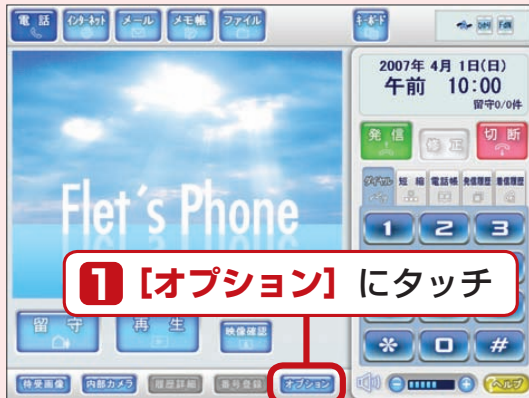 電話 インターネット メール メモ帳 ファイル キーボード
2007年 4月 1日(日)
午前 10:00
留守0/0件
発信 修正 切断
ダイヤル 短縮 電話帳 発信履歴 着信履歴
Flet's Phone
1 2 3
1 [オプション] にタッチ
留守 再生 映像確認
* 0 #
待受画像 内部カメラ 履歴詳細 番号登録 オプション ヘルプ